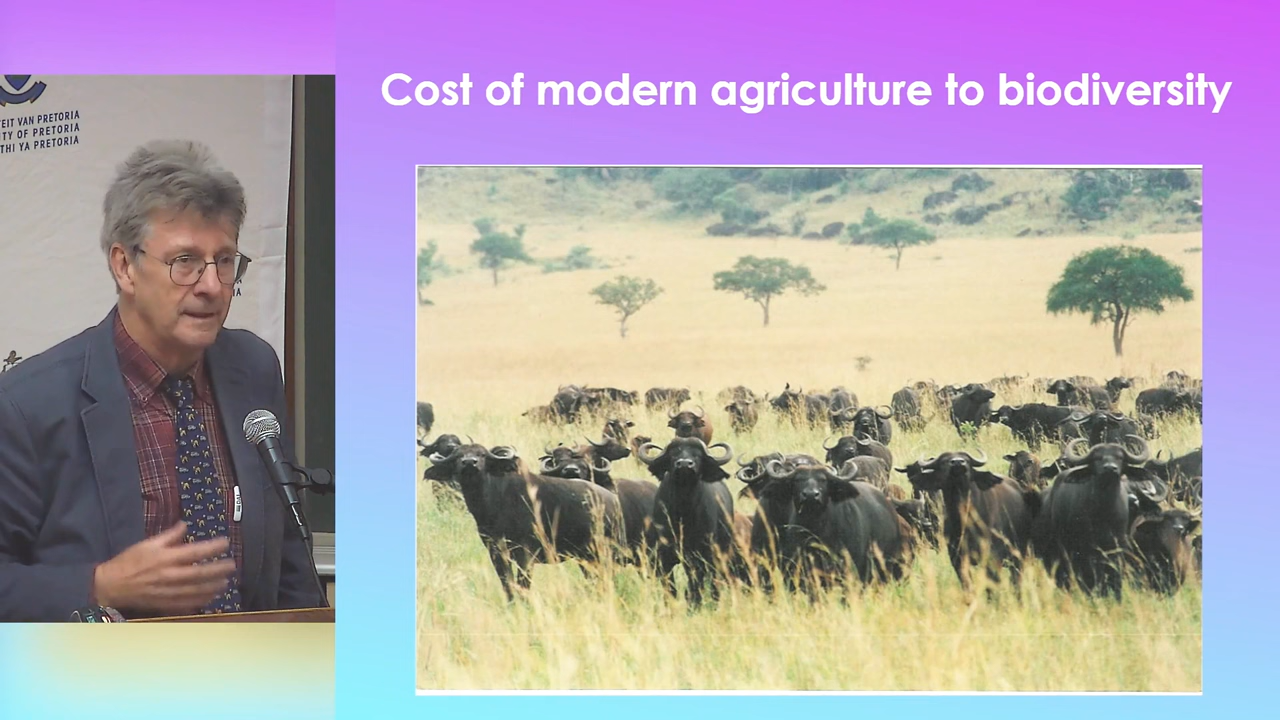 Cost of modern agriculture to biodiversity
EIT VAN PRETORIA
TY OF PRETORIA
THI YA PRETORIA